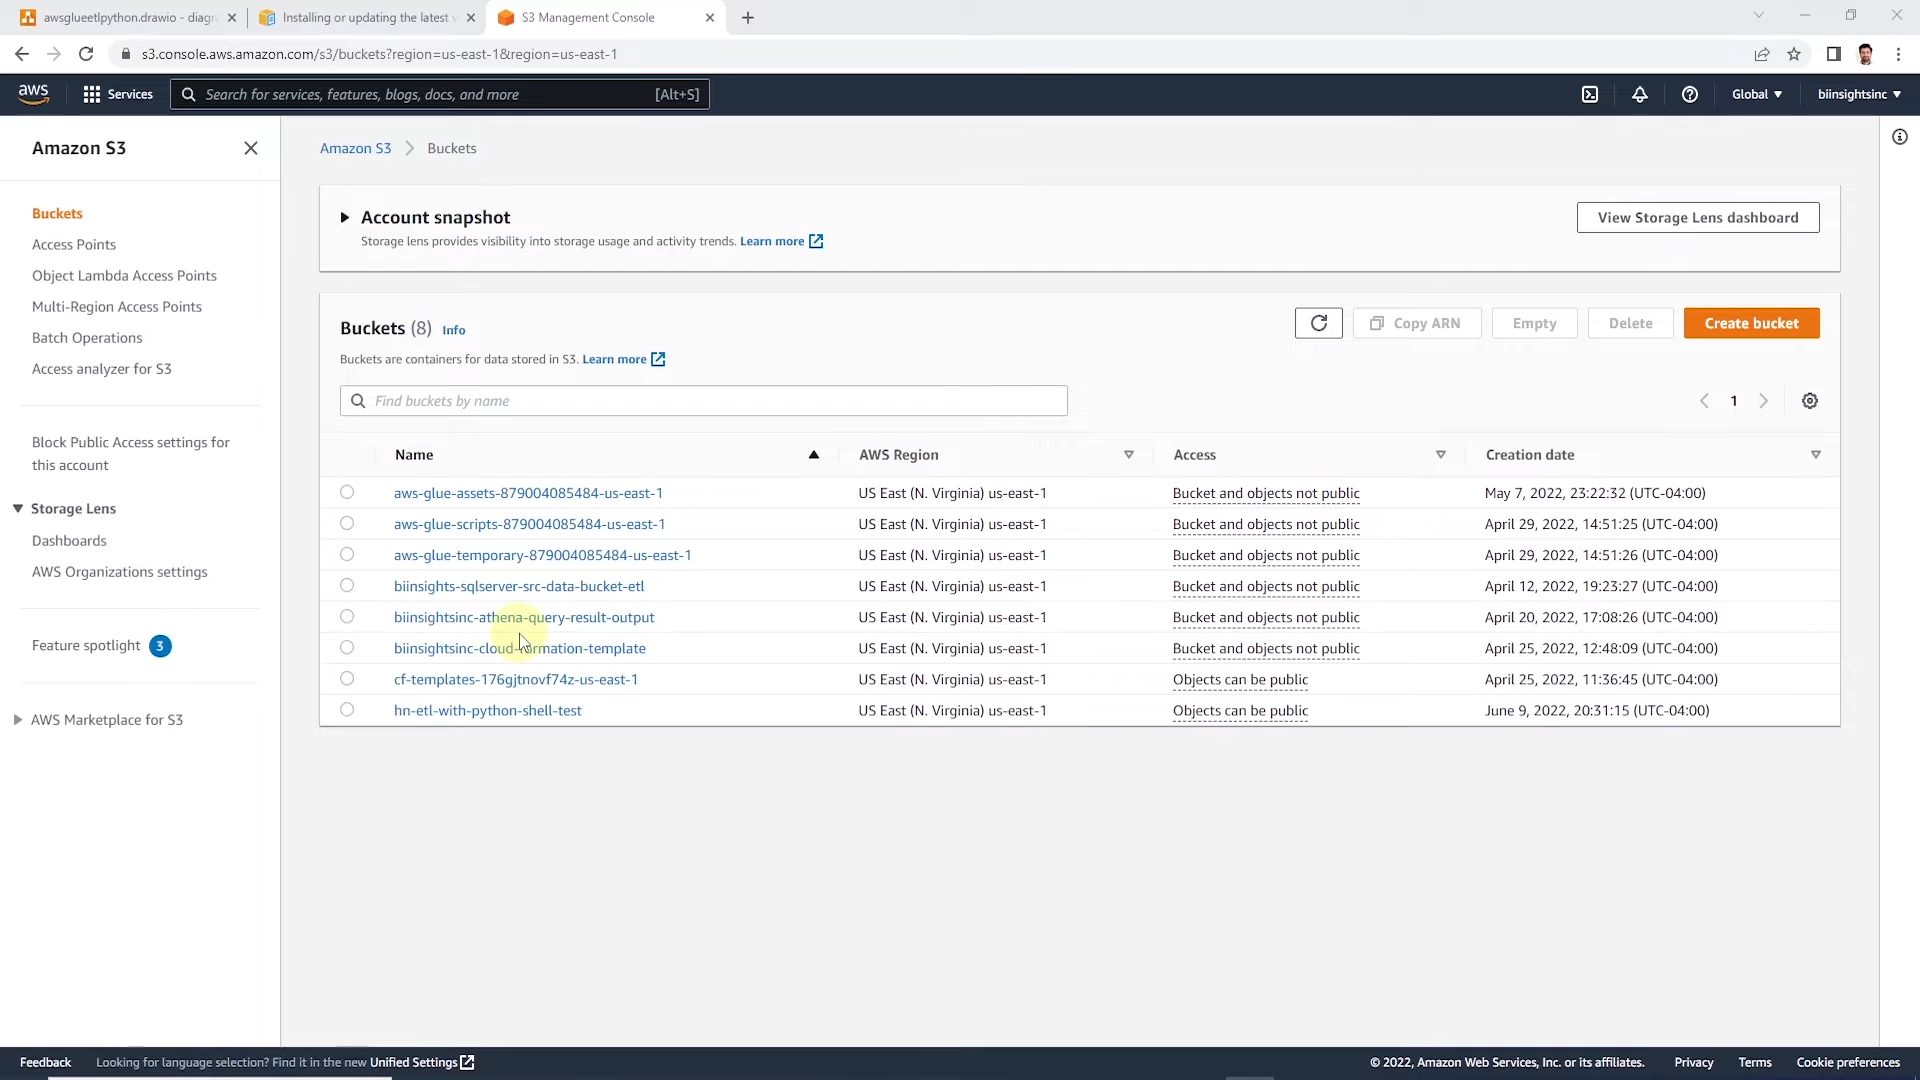 awsglueetlpython.drawio - diagr
Installing or updating the latest v
S3 Management Console
s3.console.aws.amazon.com/s3/buckets?region=us-east-1&region=us-east-1
aws
Services
Search for services, features, blogs, docs, and more
[Alt+S]
Global
biinsightsinc
Amazon S3
Buckets
Access Points
Object Lambda Access Points
Multi-Region Access Points
Batch Operations
Access analyzer for S3
Block Public Access settings for
this account
Storage Lens
Dashboards
AWS Organizations settings
Feature spotlight 3
AWS Marketplace for S3
Amazon S3 > Buckets
Account snapshot
Storage lens provides visibility into storage usage and activity trends. Learn more
View Storage Lens dashboard
Buckets (8) Info
Buckets are containers for data stored in S3. Learn more
Copy ARN
Empty
Delete
Create bucket
Find buckets by name
1
Name AWS Region Access Creation date
aws-glue-assets-879004085484-us-east-1 US East (N. Virginia) us-east-1 Bucket and objects not public May 7, 2022, 23:22:32 (UTC-04:00)
aws-glue-scripts-879004085484-us-east-1 US East (N. Virginia) us-east-1 Bucket and objects not public April 29, 2022, 14:51:25 (UTC-04:00)
aws-glue-temporary-879004085484-us-east-1 US East (N. Virginia) us-east-1 Bucket and objects not public April 29, 2022, 14:51:26 (UTC-04:00)
biinsights-sqlserver-src-data-bucket-etl US East (N. Virginia) us-east-1 Bucket and objects not public April 12, 2022, 19:23:27 (UTC-04:00)
biinsightsinc-athena-query-result-output US East (N. Virginia) us-east-1 Bucket and objects not public April 20, 2022, 17:08:26 (UTC-04:00)
biinsightsinc-cloud-formation-template US East (N. Virginia) us-east-1 Bucket and objects not public April 25, 2022, 12:48:09 (UTC-04:00)
cf-templates-176gjtnovf74z-us-east-1 US East (N. Virginia) us-east-1 Objects can be public April 25, 2022, 11:36:45 (UTC-04:00)
hn-etl-with-python-shell-test US East (N. Virginia) us-east-1 Objects can be public June 9, 2022, 20:31:15 (UTC-04:00)
Feedback
Looking for language selection? Find it in the new Unified Settings
© 2022, Amazon Web Services, Inc. or its affiliates.
Privacy
Terms
Cookie preferences